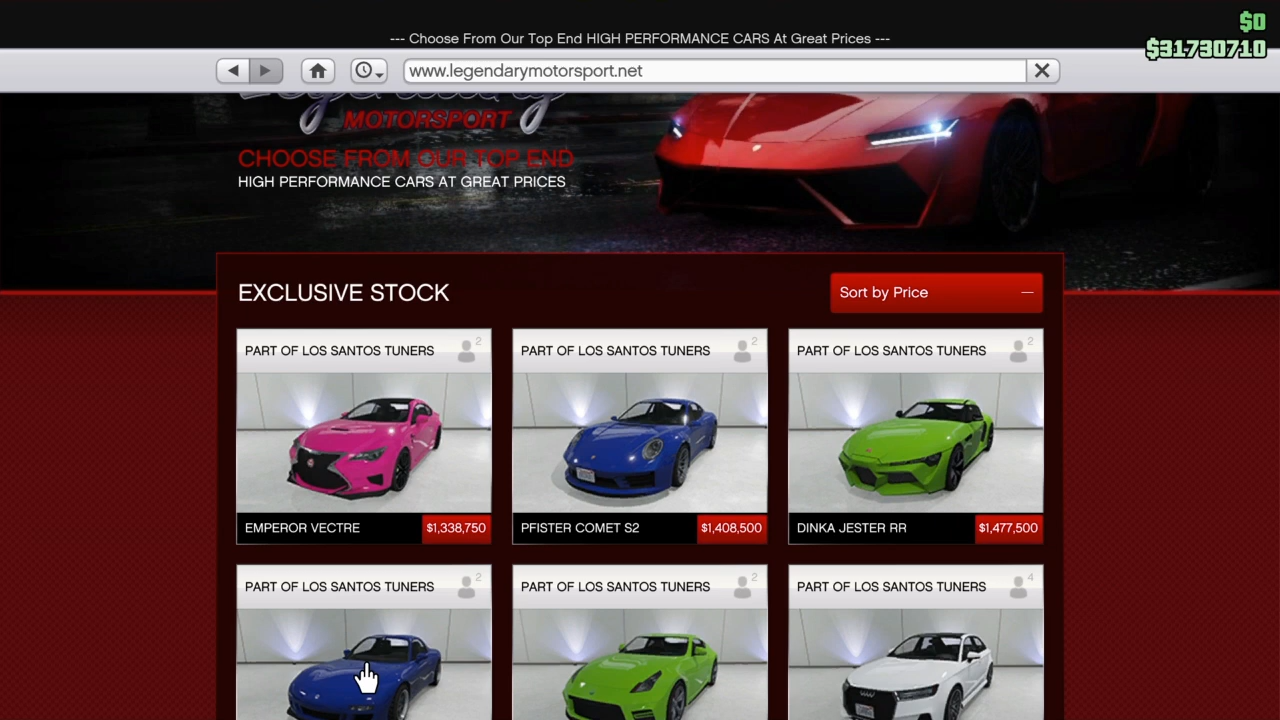 --- Choose From Our Top End HIGH PERFORMANCE CARS At Great Prices ---
$0
$31730710
www.legendarymotorsport.net
MOTORSPORT
CHOOSE FROM OUR TOP END
HIGH PERFORMANCE CARS AT GREAT PRICES
EXCLUSIVE STOCK
Sort by Price
PART OF LOS SANTOS TUNERS 2
PART OF LOS SANTOS TUNERS 2
PART OF LOS SANTOS TUNERS 2
EMPEROR VECTRE $1,338,750
PFISTER COMET S2 $1,408,500
DINKA JESTER RR $1,477,500
PART OF LOS SANTOS TUNERS 2
PART OF LOS SANTOS TUNERS 2
PART OF LOS SANTOS TUNERS 4